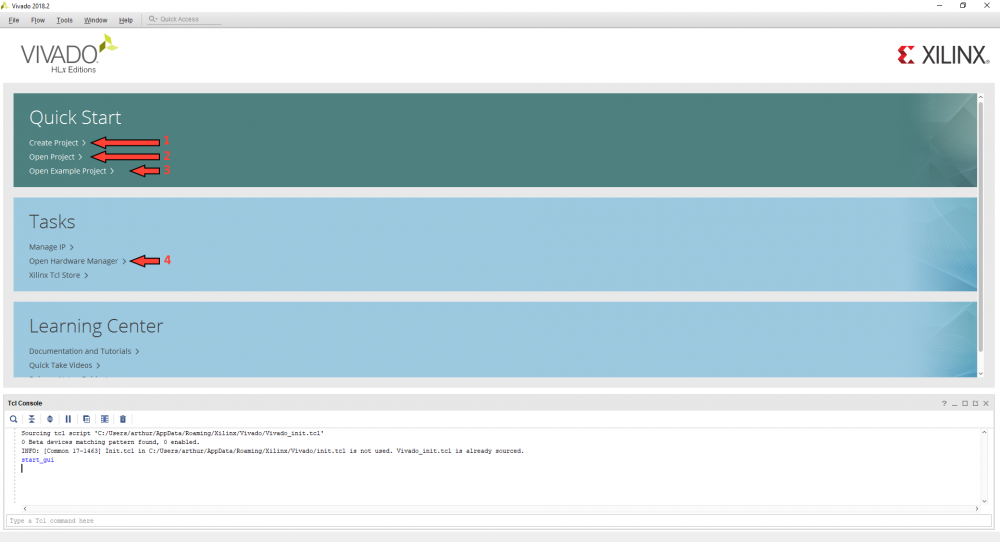 Vivado 2018.2
File Flow Tools Window Help Quick Access
VIVADO
HLx Editions
XILINX
Quick Start
Create Project > 1
Open Project > 2
Open Example Project > 3
Tasks
Manage IP >
Open Hardware Manager > 4
Xilinx Tcl Store >
Learning Center
Documentation and Tutorials >
Quick Take Videos >
Tcl Console
Sourcing tcl script 'C:/Users/arthur/AppData/Roaming/Xilinx/Vivado/Vivado_init.tcl'
0 Beta devices matching pattern found, 0 enabled.
INFO: [Common 17-1463] Init.tcl in C:/Users/arthur/AppData/Roaming/Xilinx/Vivado/init.tcl is not used. Vivado_init.tcl is already sourced.
start_gui
Type a Tcl command here